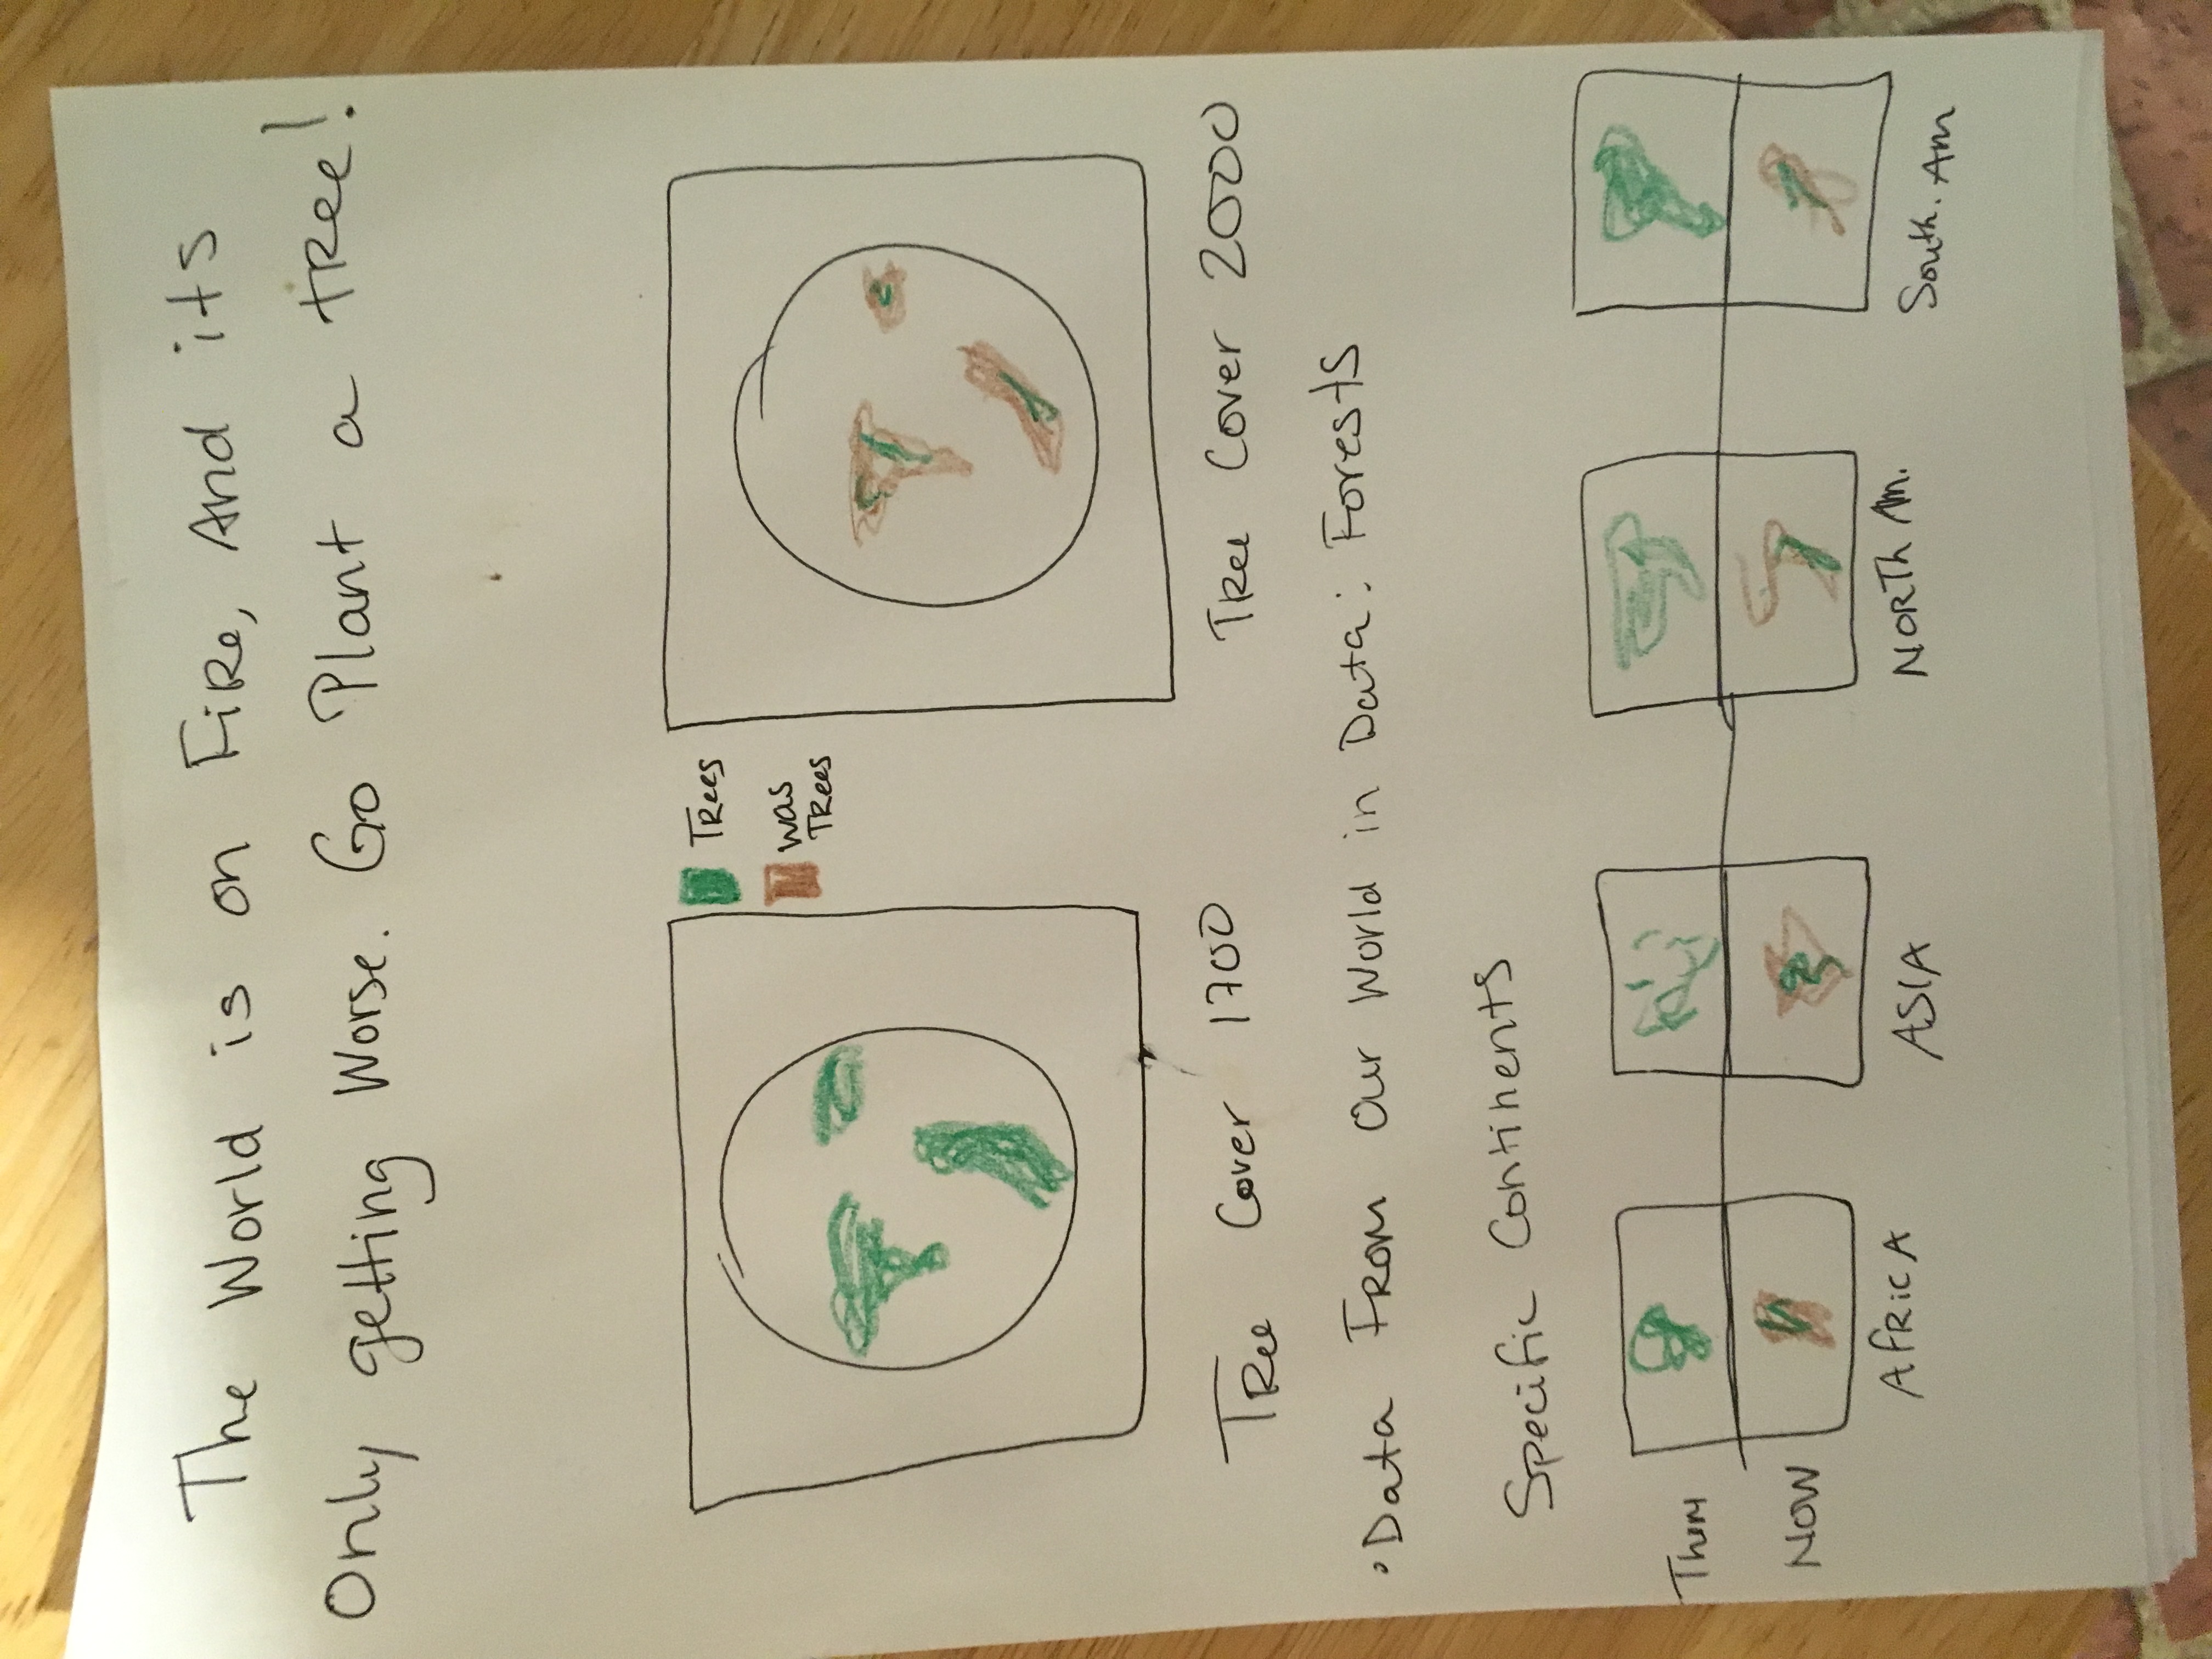 The World is on Fire, And its
Only getting Worse. Go Plant a tree!
Trees
was
Trees
Tree Cover 1700
Tree Cover 2000
•Data From Our World in Data: Forests
Specific Continents
Then
Now
AfRicA
ASIA
NORTh Am.
South. Am